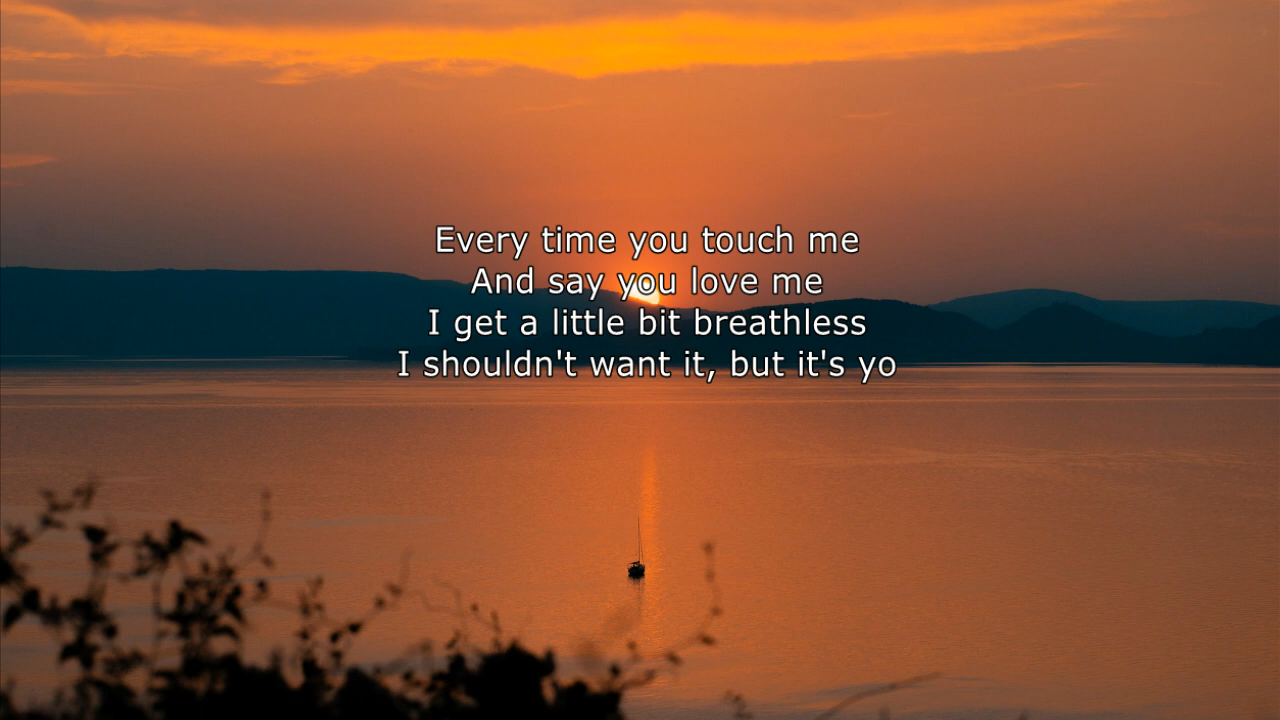 Every time you touch me
And say you love me
I get a little bit breathless
I shouldn't want it, but it's yo